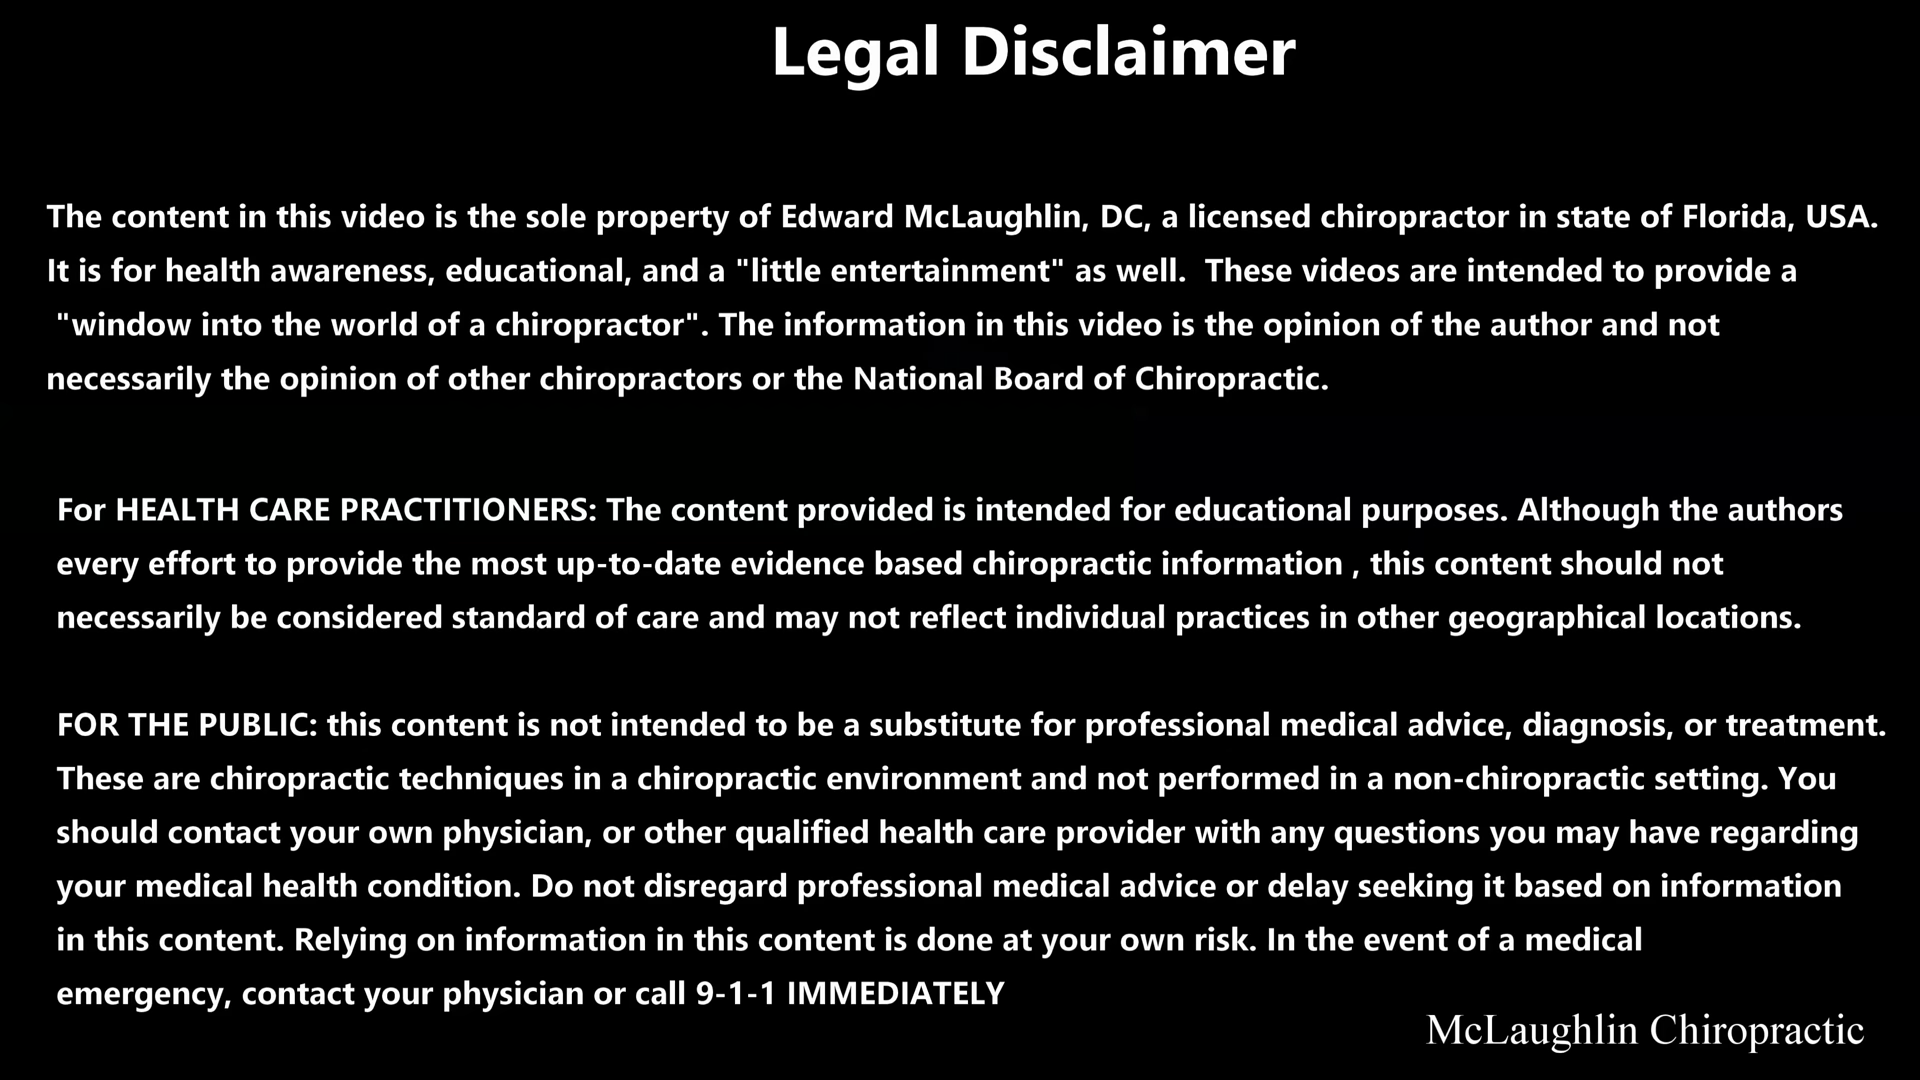 Legal Disclaimer
The content in this video is the sole property of Edward McLaughlin, DC, a licensed chiropractor in state of Florida, USA.
It is for health awareness, educational, and a "little entertainment" as well.  These videos are intended to provide a
"window into the world of a chiropractor". The information in this video is the opinion of the author and not
necessarily the opinion of other chiropractors or the National Board of Chiropractic.
For HEALTH CARE PRACTITIONERS: The content provided is intended for educational purposes. Although the authors
every effort to provide the most up-to-date evidence based chiropractic information , this content should not
necessarily be considered standard of care and may not reflect individual practices in other geographical locations.
FOR THE PUBLIC: this content is not intended to be a substitute for professional medical advice, diagnosis, or treatment.
These are chiropractic techniques in a chiropractic environment and not performed in a non-chiropractic setting. You
should contact your own physician, or other qualified health care provider with any questions you may have regarding
your medical health condition. Do not disregard professional medical advice or delay seeking it based on information
in this content. Relying on information in this content is done at your own risk. In the event of a medical
emergency, contact your physician or call 9-1-1 IMMEDIATELY
McLaughlin Chiropractic